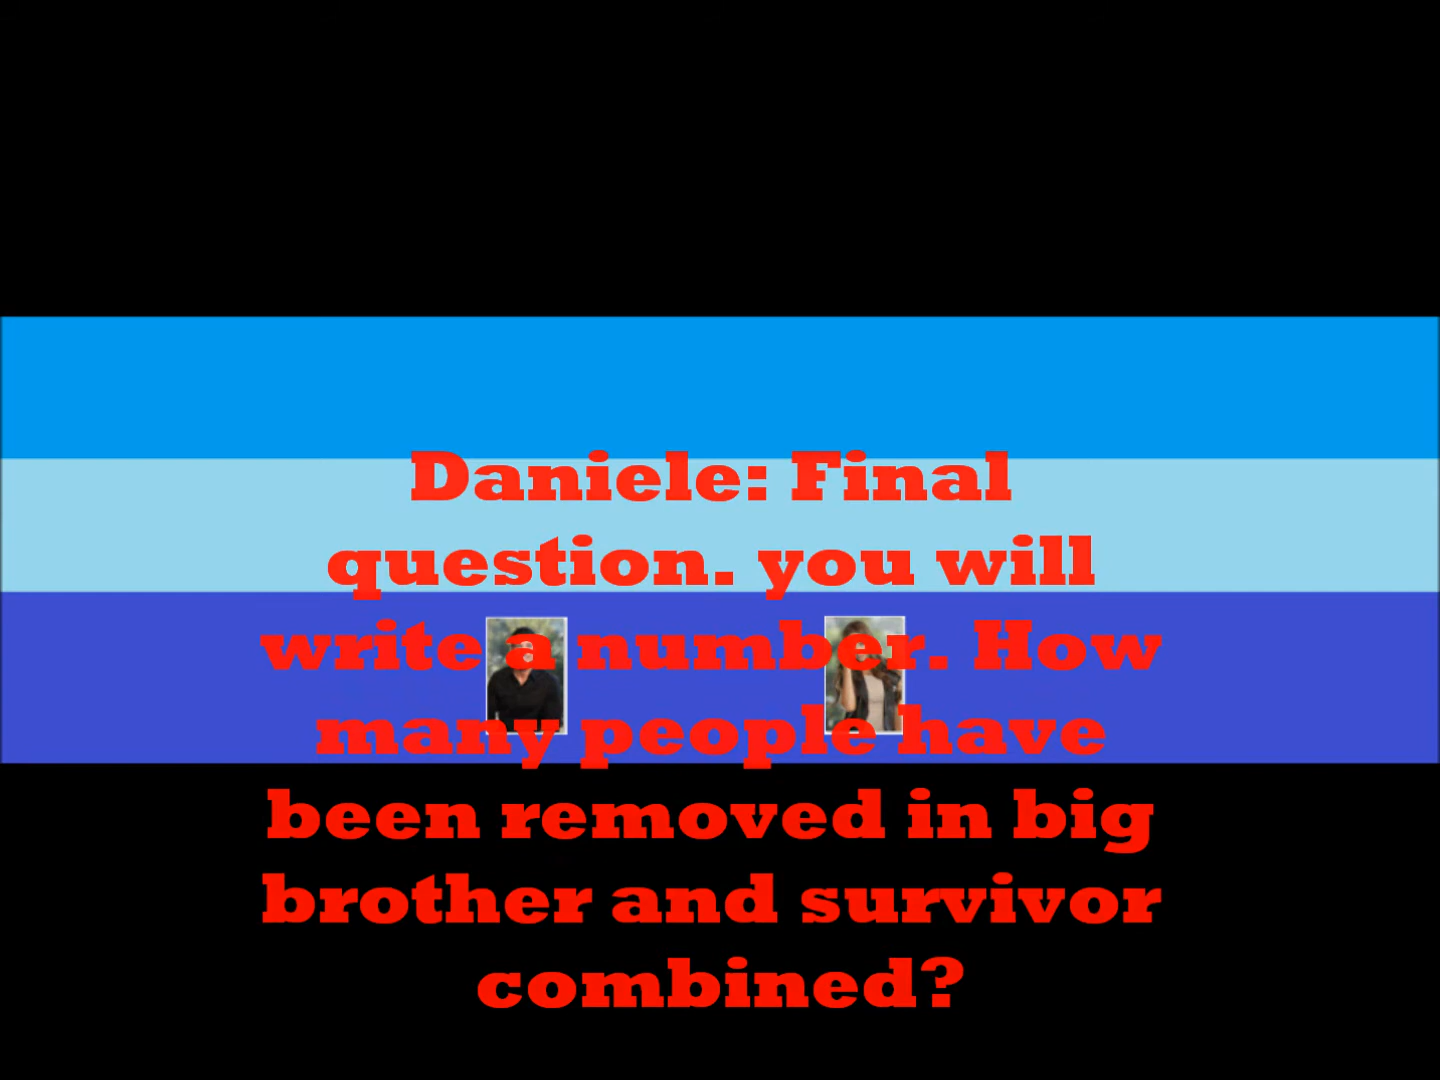 Daniele: Final
question. you will
write a number. How
many people have
been removed in big
brother and survivor
combined?